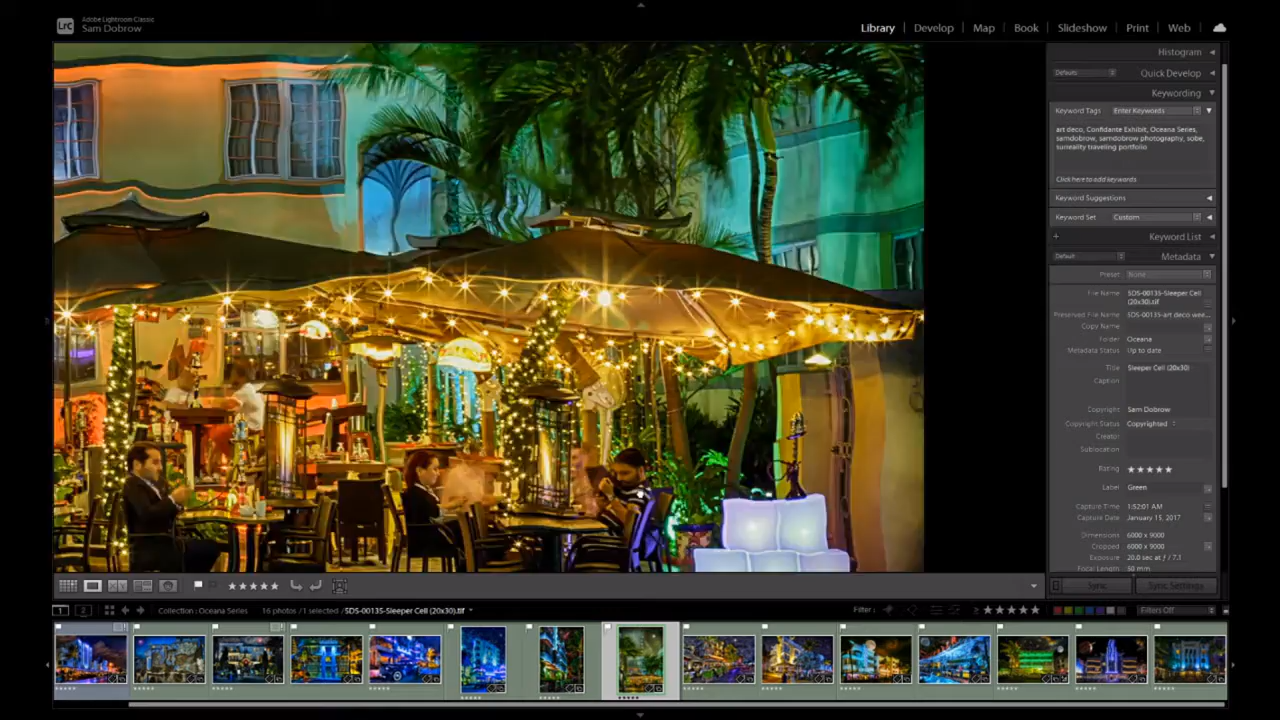 Adobe Lightroom Classic
Sam Dobrow
Library | Develop | Map | Book | Slideshow | Print | Web
Histogram
Defaults
Quick Develop
Keywording
Keyword Tags Enter Keywords
art deco, Confidante Exhibit, Oceana Series,
samdobrow, samdobrow photography, sobe,
surreality traveling portfolio
Click here to add keywords
Keyword Suggestions
Keyword Set Custom
+ Keyword List
Default Metadata
Preset None
File Name SDS-00135-Sleeper Cell
(20x30).tif
Preserved File Name SDS-00135-art deco wee...
Copy Name
Folder Oceana
Metadata Status Up to date
Title Sleeper Cell (20x30)
Caption
Copyright Sam Dobrow
Copyright Status Copyrighted
Creator
Sublocation
Rating ★★★★★
Label Green
Capture Time 1:52:01 AM
Capture Date January 15, 2017
Dimensions 6000 x 9000
Cropped 6000 x 9000
Exposure 20.0 sec at ƒ / 7.1
Focal Length 50 mm
Sync Sync Settings
1 2 Collection : Oceana Series 16 photos / 1 selected / SDS-00135-Sleeper Cell (20x30).tif
Filter : ≥ ★★★★★ Filters Off